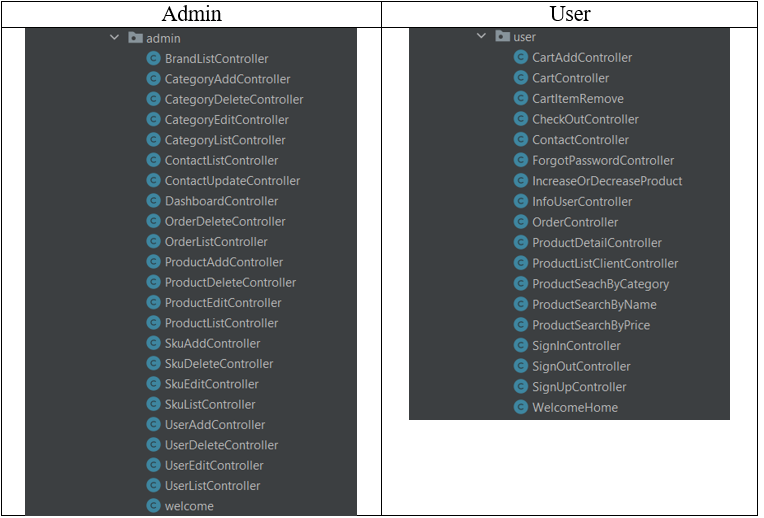 Admin
User
admin
BrandListController
CategoryAddController
CategoryDeleteController
CategoryEditController
CategoryListController
ContactListController
ContactUpdateController
DashboardController
OrderDeleteController
OrderListController
ProductAddController
ProductDeleteController
ProductEditController
ProductListController
SkuAddController
SkuDeleteController
SkuEditController
SkuListController
UserAddController
UserDeleteController
UserEditController
UserListController
welcome
user
CartAddController
CartController
CartItemRemove
CheckOutController
ContactController
ForgotPasswordController
IncreaseOrDecreaseProduct
InfoUserController
OrderController
ProductDetailController
ProductListClientController
ProductSeachByCategory
ProductSearchByName
ProductSearchByPrice
SignInController
SignOutController
SignUpController
WelcomeHome